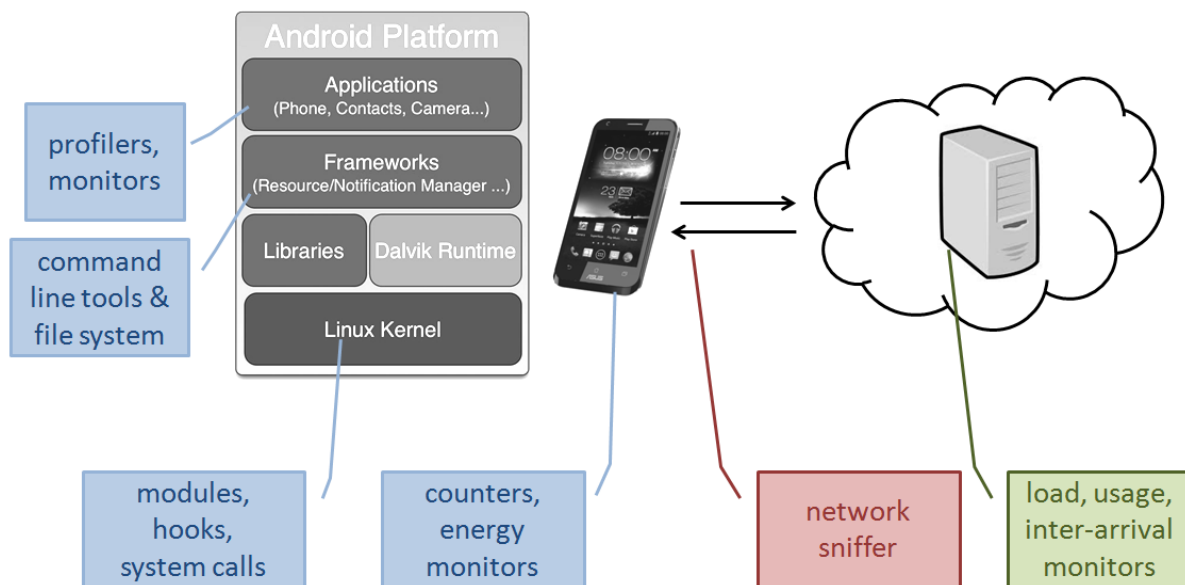 Android Platform
Applications
(Phone, Contacts, Camera...)
Frameworks
(Resource/Notification Manager ...)
Libraries
Dalvik Runtime
Linux Kernel
profilers,
monitors
command
line tools &
file system
08:00
23
ASUS
modules,
hooks,
system calls
counters,
energy
monitors
network
sniffer
load, usage,
inter-arrival
monitors